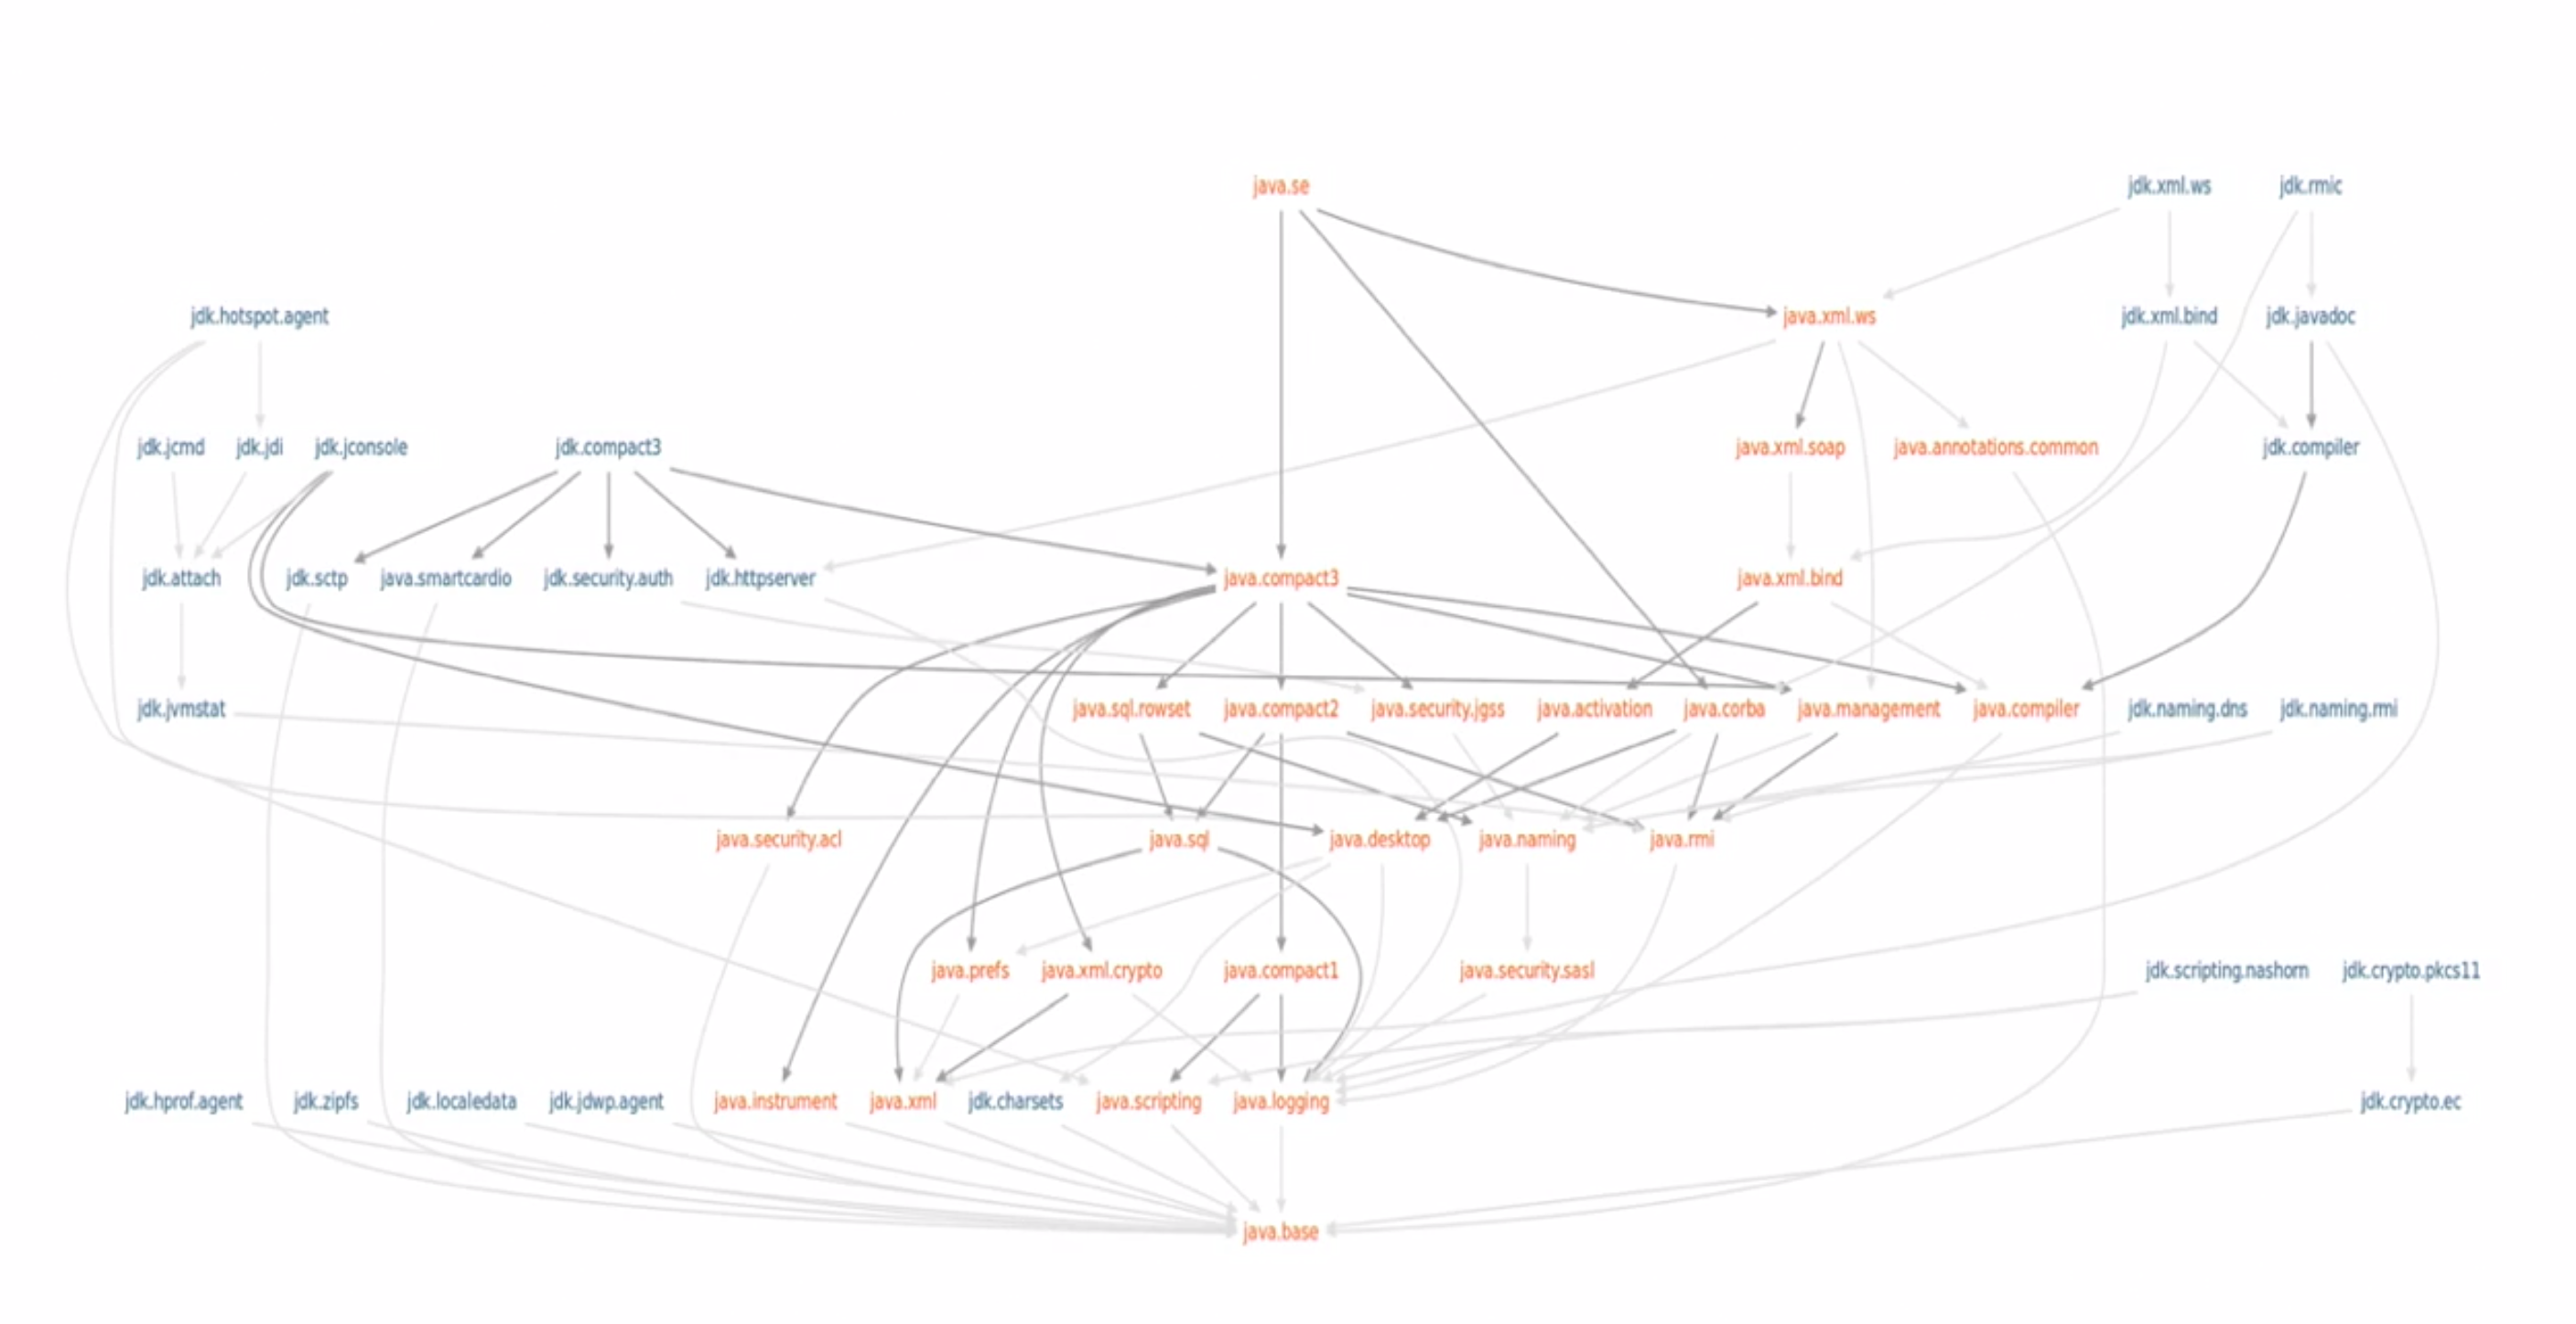 java.se
jdk.xml.ws
jdk.rmic
jdk.hotspot.agent
java.xml.ws
jdk.xml.bind
jdk.javadoc
jdk.jcmd
jdk.jdi
jdk.jconsole
jdk.compact3
java.xml.soap
java.annotations.common
jdk.compiler
jdk.attach
jdk.sctp
java.smartcardio
jdk.security.auth
jdk.httpserver
java.compact3
java.xml.bind
jdk.jvmstat
java.sql.rowset
java.compact2
java.security.jgss
java.activation
java.corba
java.management
java.compiler
jdk.naming.dns
jdk.naming.rmi
java.security.acl
java.sql
java.desktop
java.naming
java.rmi
java.prefs
java.xml.crypto
java.compact1
java.security.sasl
jdk.scripting.nashorn
jdk.crypto.pkcs11
jdk.hprof.agent
jdk.zipfs
jdk.localedata
jdk.jdwp.agent
java.instrument
java.xml
jdk.charsets
java.scripting
java.logging
jdk.crypto.ec
java.base